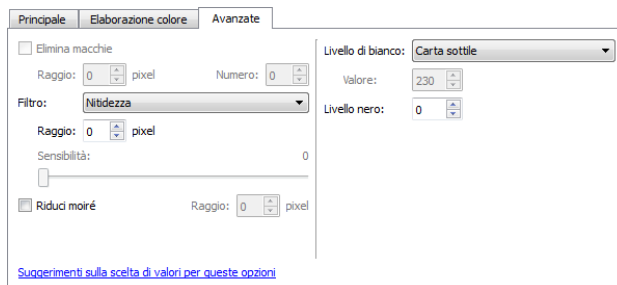 Principale Elaborazione colore Avanzate
Elimina macchie
Raggio: 0 pixel Numero: 0
Filtro: Nitidezza
Raggio: 0 pixel
Sensibilità: 0
Riduci moiré Raggio: 0 pixel
Suggerimenti sulla scelta di valori per queste opzioni
Livello di bianco: Carta sottile
Valore: 230
Livello nero: 0